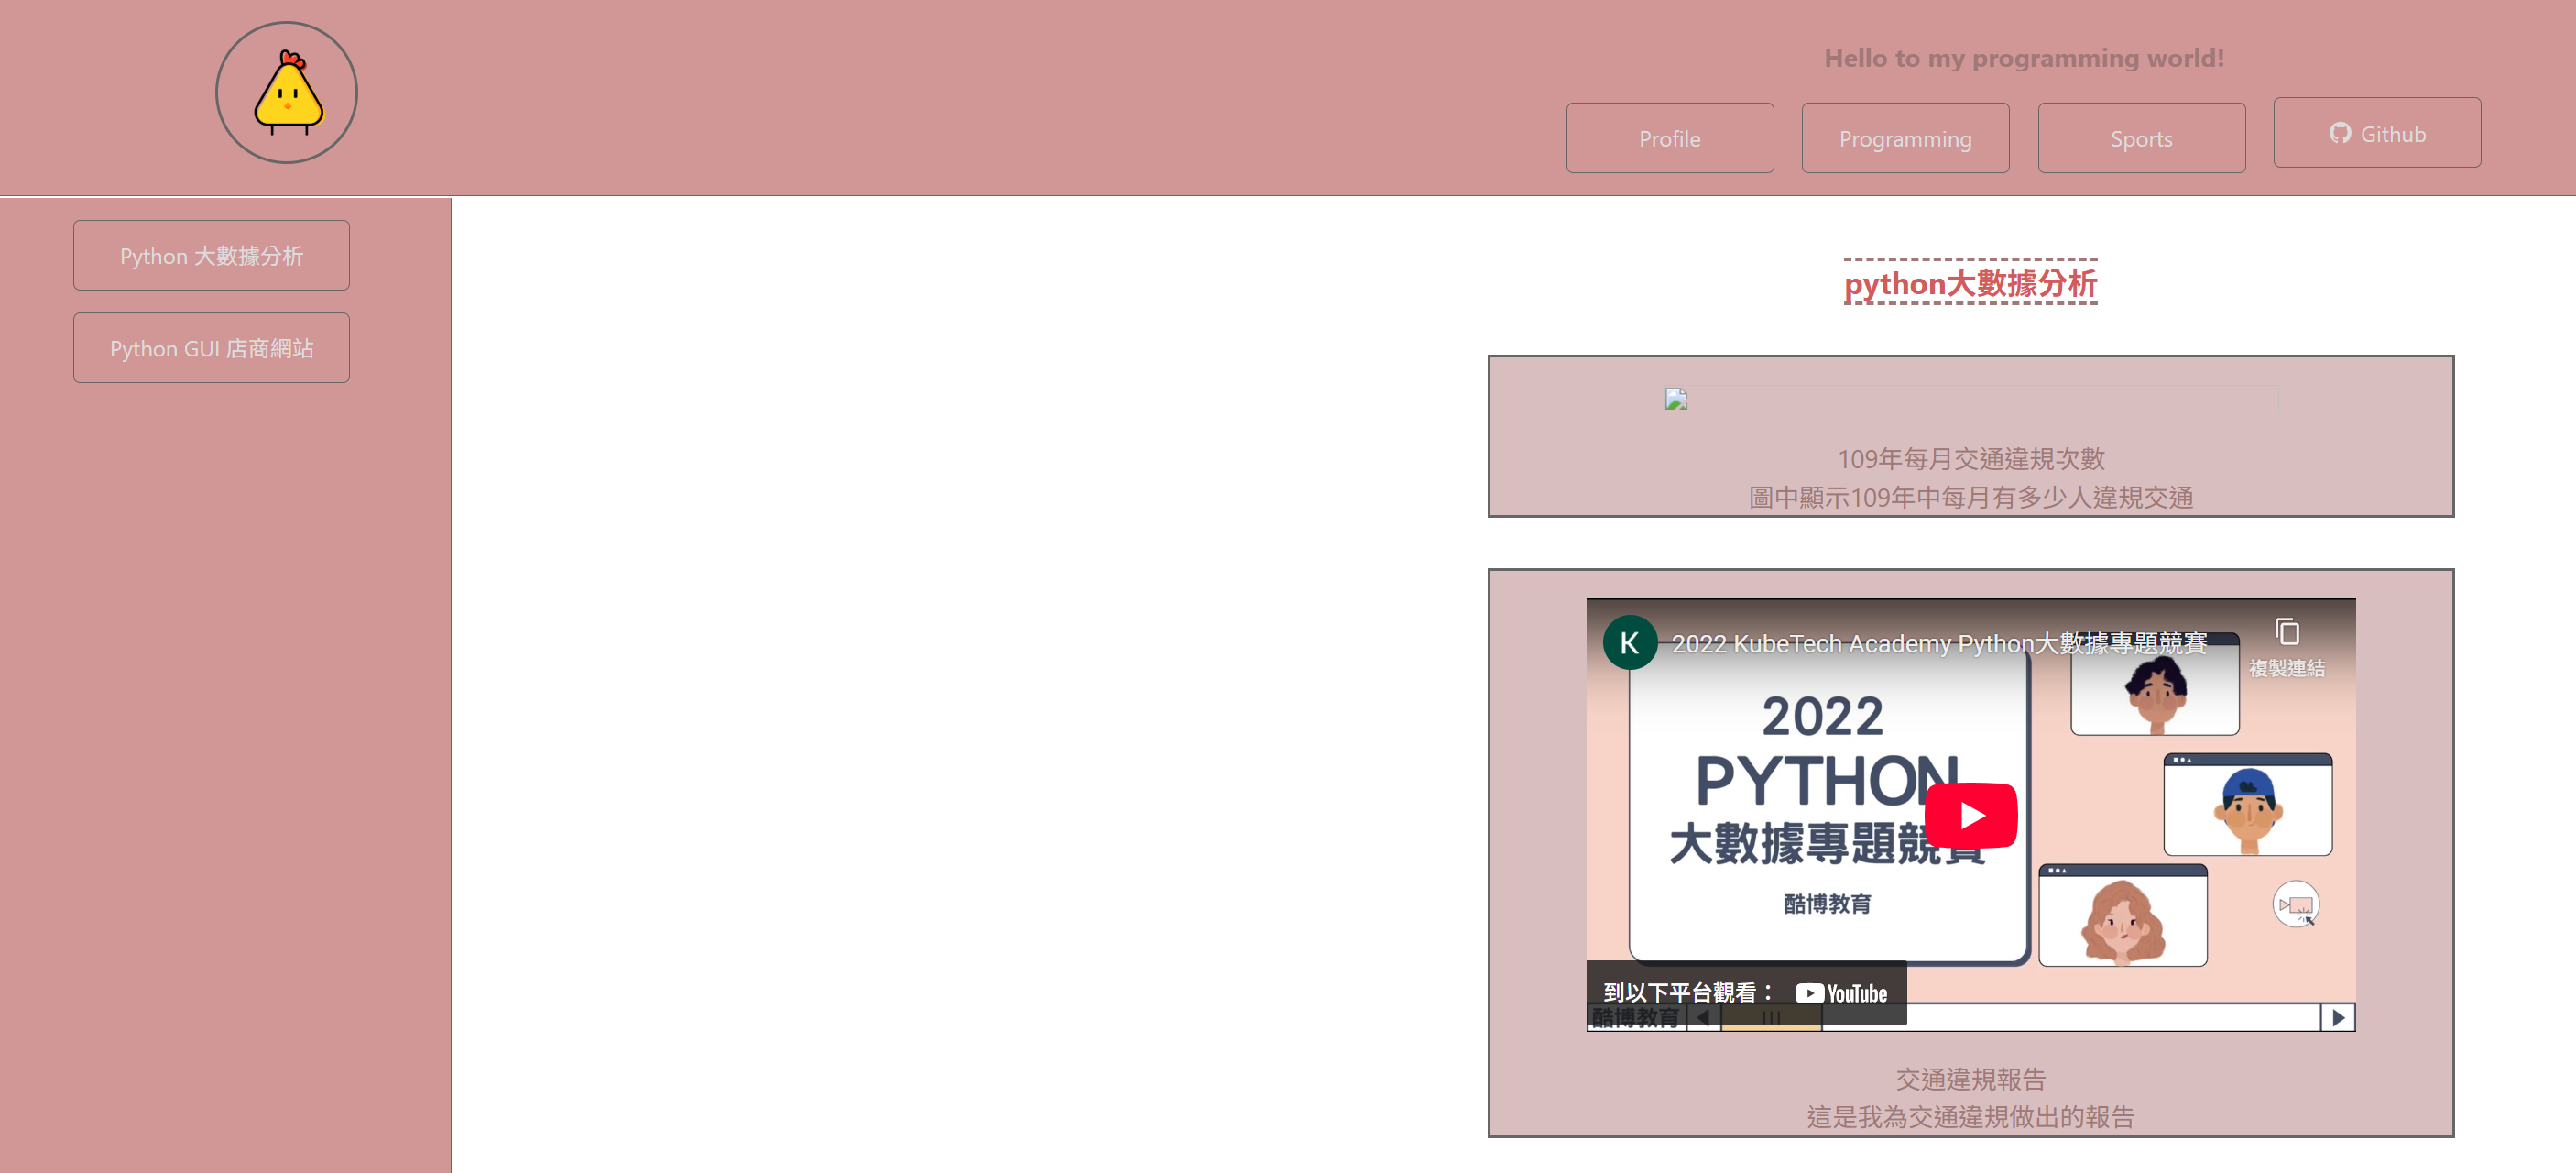 Hello to my programming world!
Profile
Programming
Sports
Github
Python 大數據分析
Python GUI 店商網站
python大數據分析
109年每月交通違規次數
圖中顯示109年中每月有多少人違規交通
K
2022 KubeTech Academy Python大數據專題競賽
複製連結
2022
PYTHON
大數據專題競賽
酷博教育
到以下平台觀看： YouTube
酷博教育
交通違規報告
這是我為交通違規做出的報告